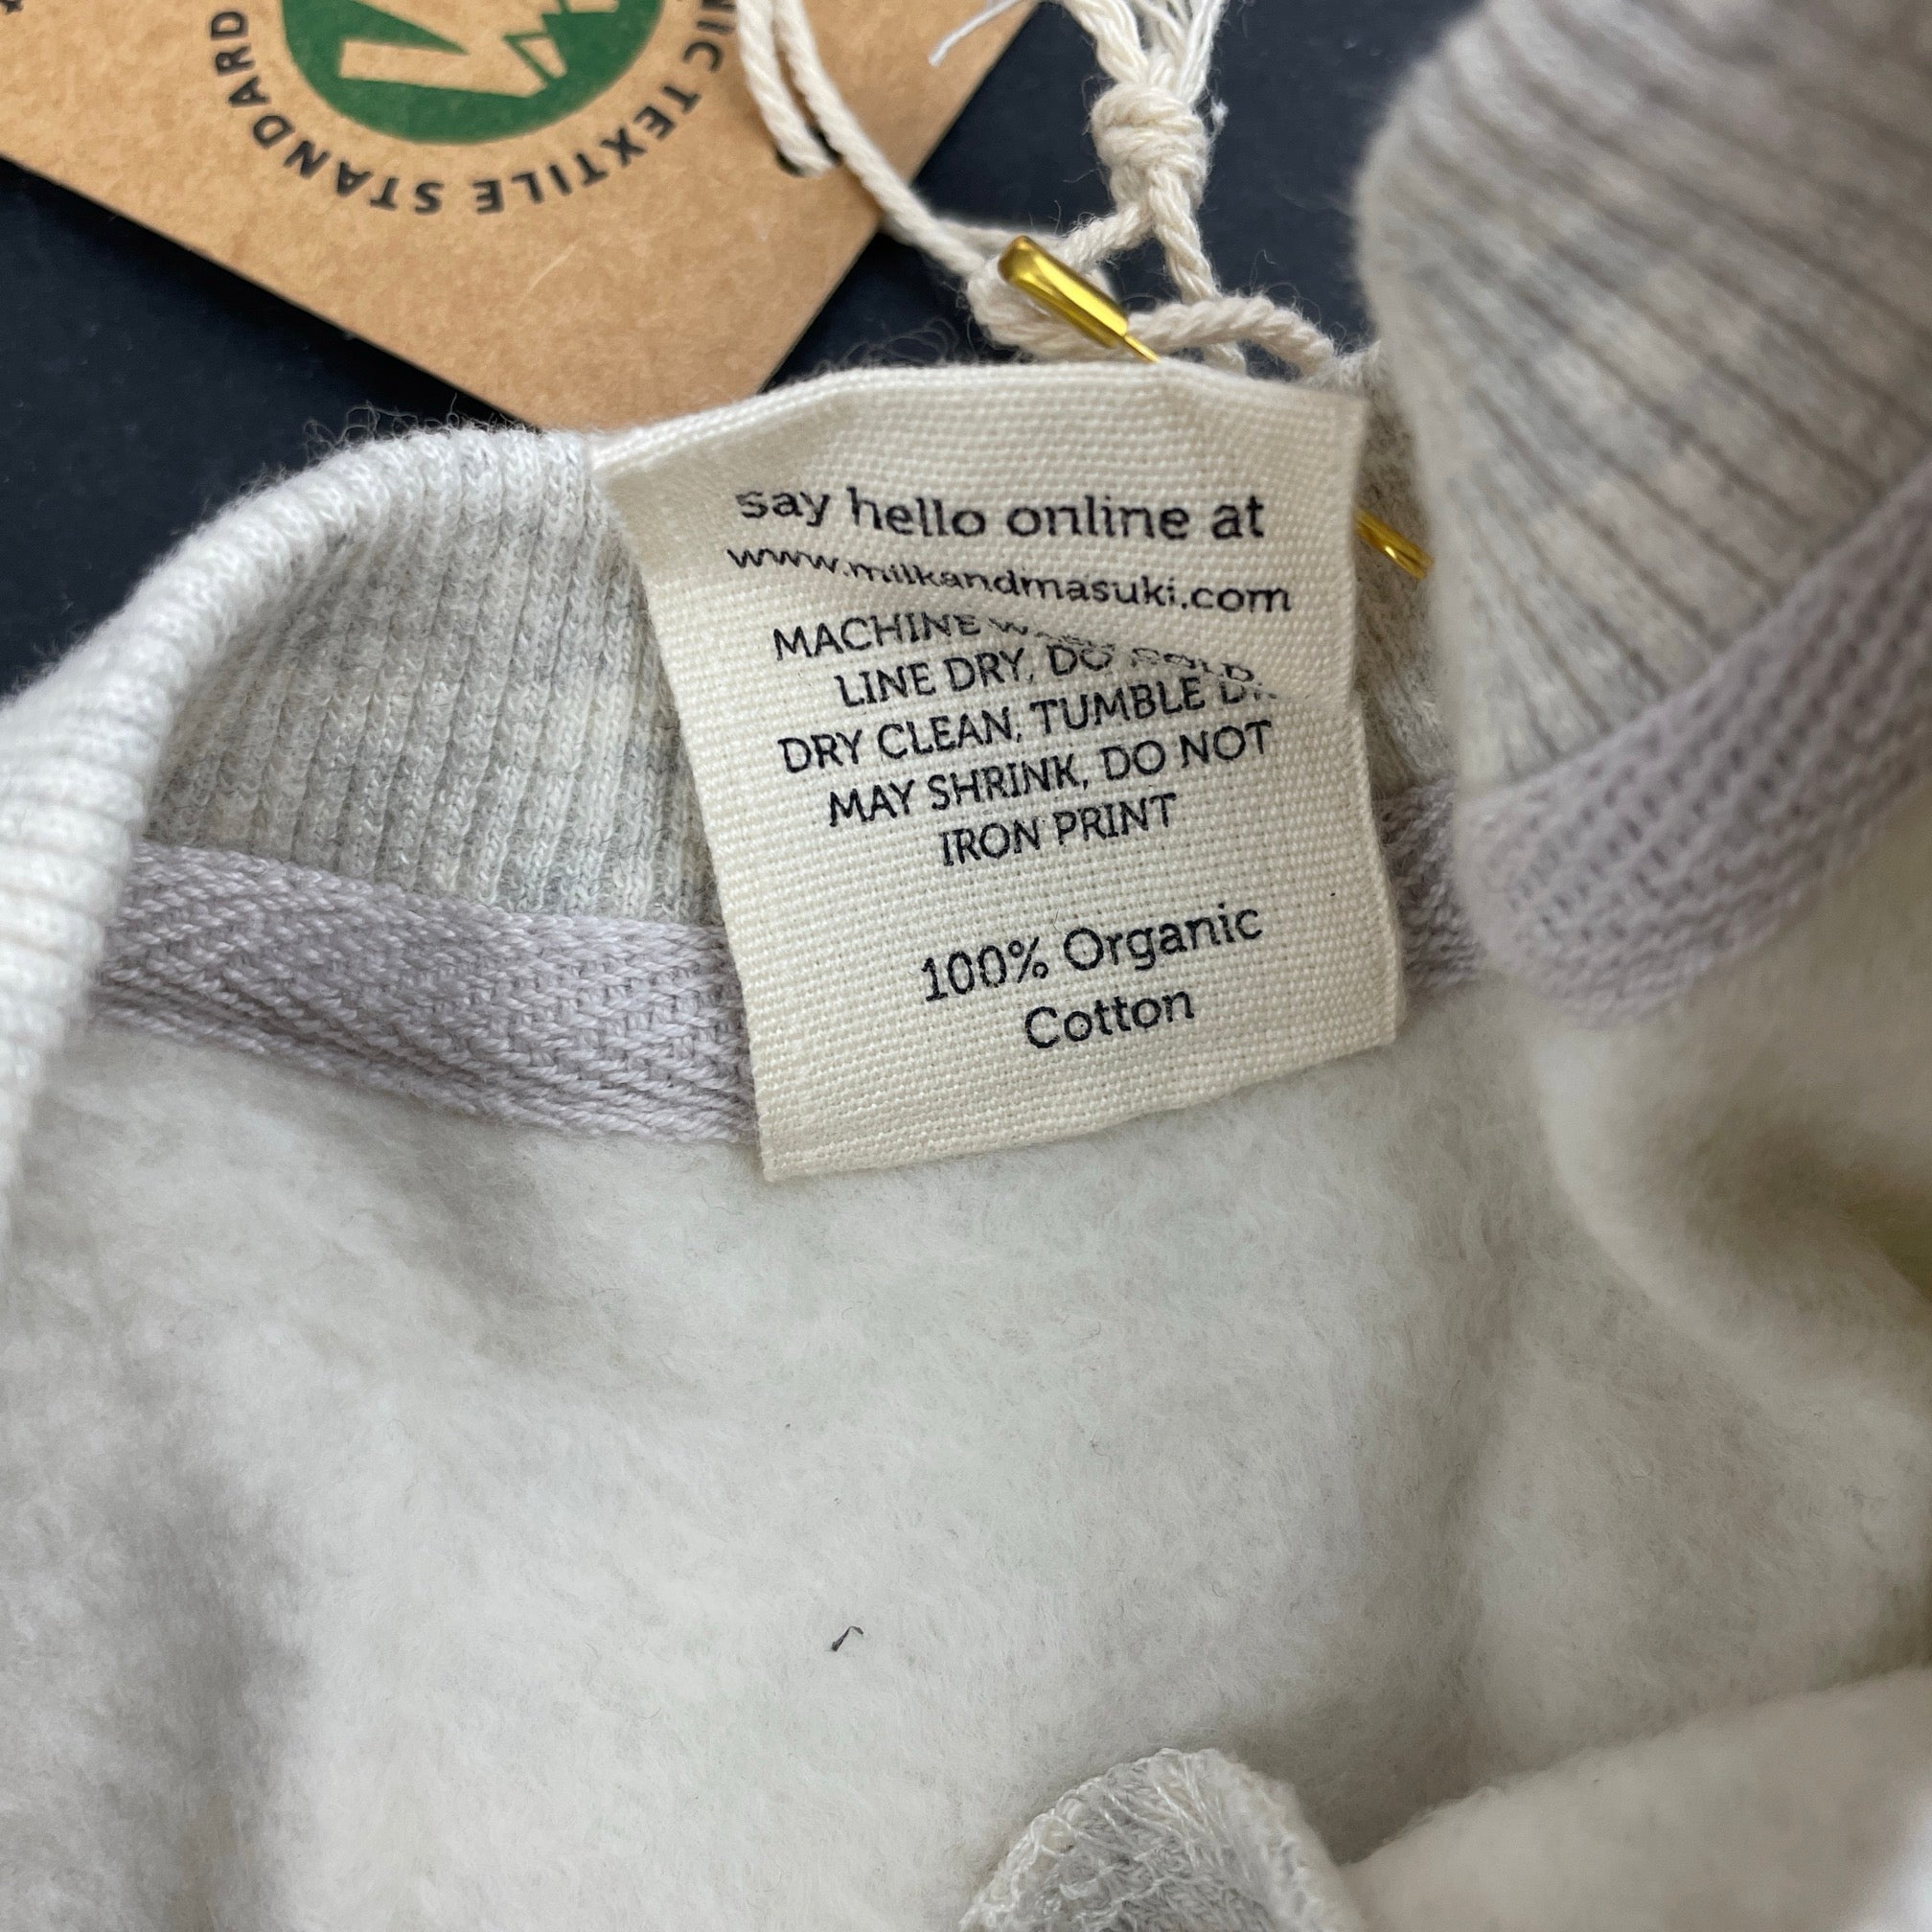 TEXTILE STANDARD
say hello online at
www.milkandmasuki.com
MACHINE
LINE DRY, DO
DRY CLEAN, TUMBLE
MAY SHRINK, DO NOT
IRON PRINT
100% Organic
Cotton